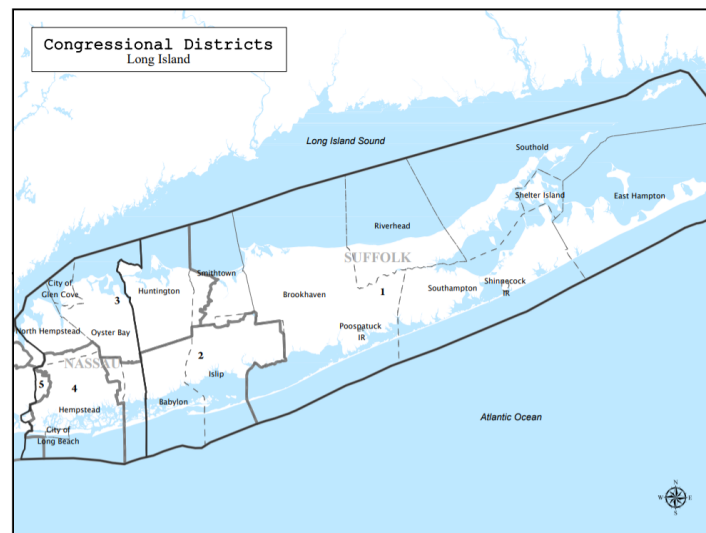 Congressional Districts
Long Island
Long Island Sound
Southold
Shelter Island
East Hampton
Riverhead
SUFFOLK
Smithtown
City of
Glen Cove
3
Huntington
Brookhaven
1
Southampton
Shinnecock
IR
North Hempstead
Oyster Bay
Poospatuck
IR
2
NASSAU
Islip
5
4
Hempstead
Babylon
Atlantic Ocean
City of
Long Beach
N
W
E
S